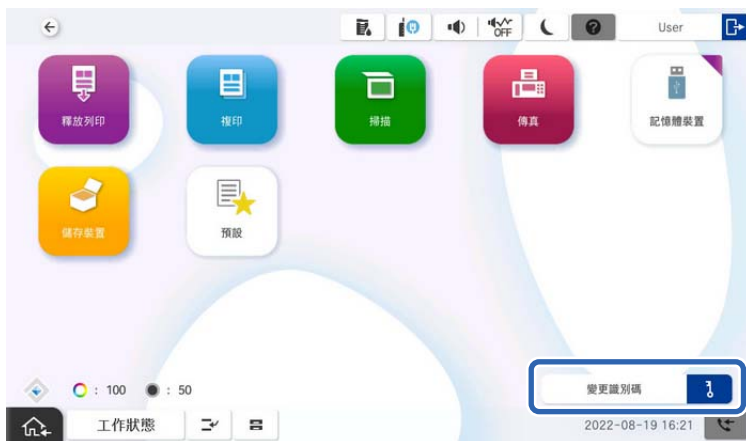 OFF
User
釋放列印
複印
掃描
傳真
記憶體裝置
儲存裝置
預設
: 100
: 50
變更識別碼
工作狀態
2022-08-19 16:21